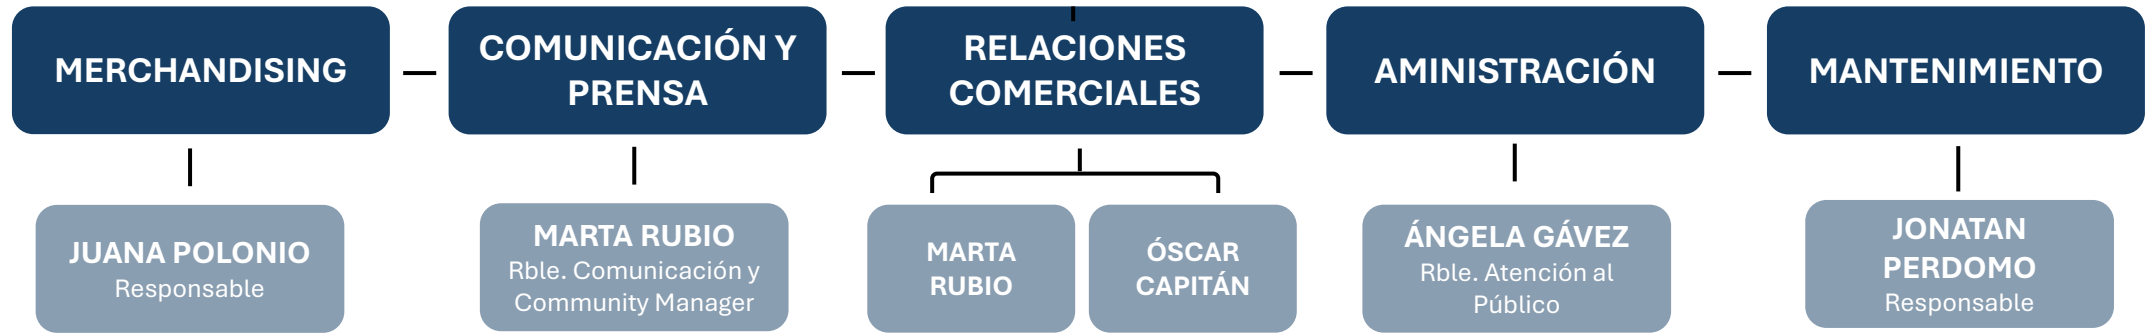 MERCHANDISING
COMUNICACIÓN Y
PRENSA
RELACIONES
COMERCIALES
AMINISTRACIÓN
MANTENIMIENTO
JUANA POLONIO
Responsable
MARTA RUBIO
Rble. Comunicación y
Community Manager
MARTA
RUBIO
ÓSCAR
CAPITÁN
ÁNGELA GÁVEZ
Rble. Atención al
Público
JONATAN
PERDOMO
Responsable